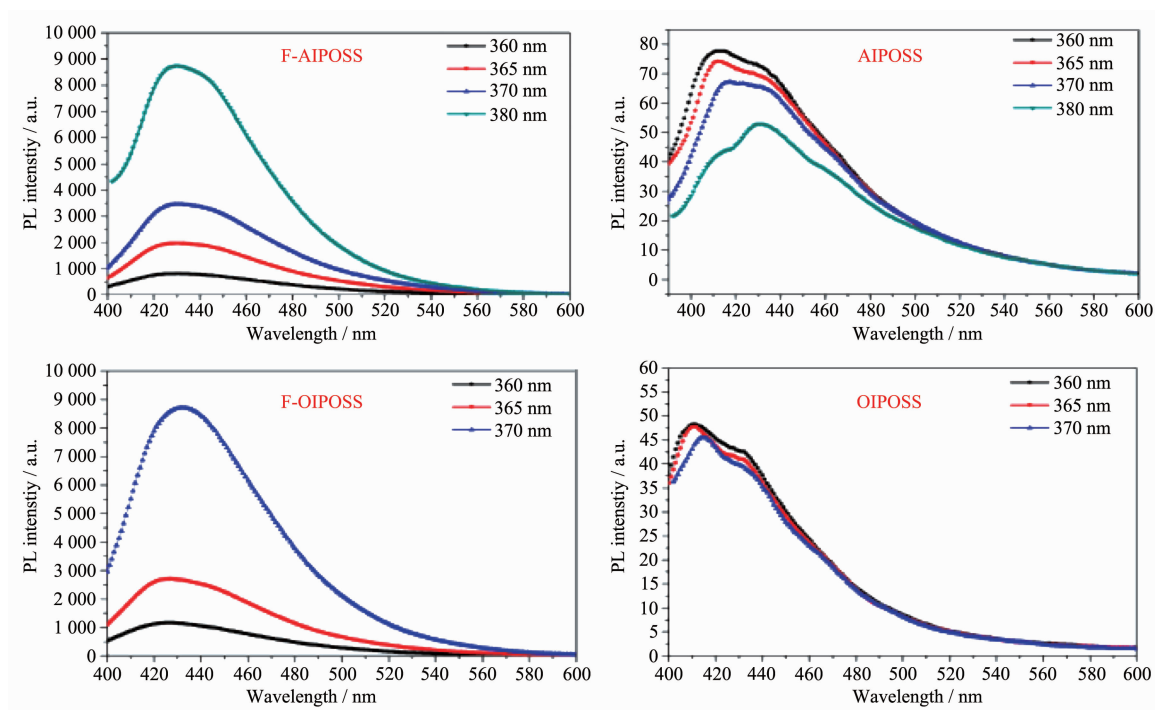 10 000
9 000
8 000
7 000
6 000
5 000
4 000
3 000
2 000
1 000
0
PL intenstiy / a.u.
F-AIPOSS
360 nm
365 nm
370 nm
380 nm
400 420 440 460 480 500 520 540 560 580 600
Wavelength / nm
80
70
60
50
40
30
20
10
0
PL intenstiy / a.u.
AIPOSS
360 nm
365 nm
370 nm
380 nm
400 420 440 460 480 500 520 540 560 580 600
Wavelength / nm
10 000
9 000
8 000
7 000
6 000
5 000
4 000
3 000
2 000
1 000
0
PL intenstiy / a.u.
F-OIPOSS
360 nm
365 nm
370 nm
400 420 440 460 480 500 520 540 560 580 600
Wavelength / nm
60
55
50
45
40
35
30
25
20
15
10
5
0
PL intenstiy / a.u.
OIPOSS
360 nm
365 nm
370 nm
400 420 440 460 480 500 520 540 560 580 600
Wavelength / nm